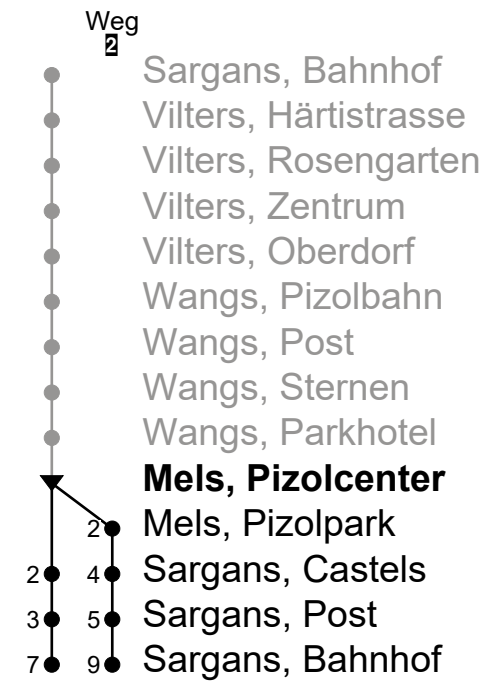 Weg
2
Sargans, Bahnhof
Vilters, Härtistrasse
Vilters, Rosengarten
Vilters, Zentrum
Vilters, Oberdorf
Wangs, Pizolbahn
Wangs, Post
Wangs, Sternen
Wangs, Parkhotel
Mels, Pizolcenter
2 Mels, Pizolpark
2 4 Sargans, Castels
3 5 Sargans, Post
7 9 Sargans, Bahnhof